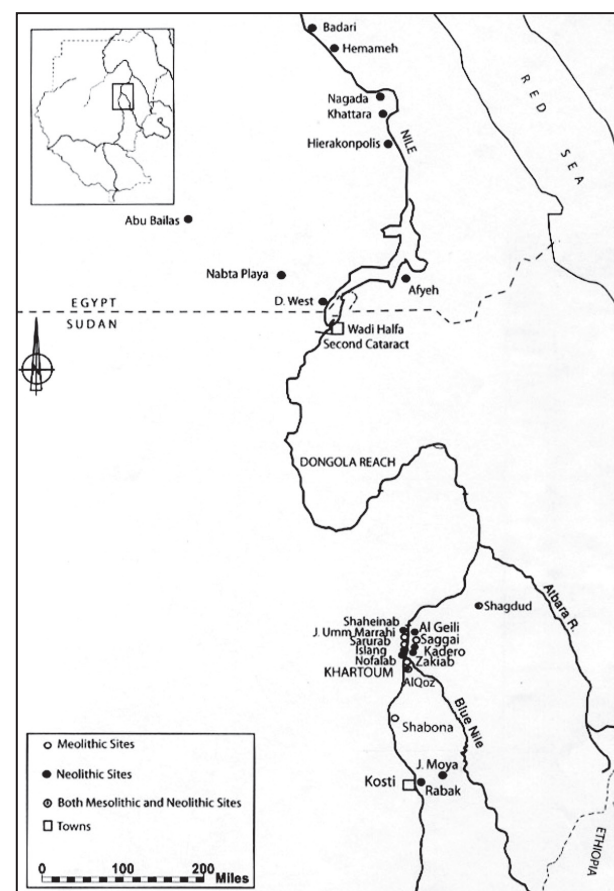 Badari
Hemameh
Nagada
Khattara
Hierakonpolis
NILE
RED SEA
Abu Bailas
Nabta Playa
Afyeh
D. West
EGYPT
SUDAN
Wadi Halfa
Second Cataract
DONGOLA REACH
Atbara R.
Shagdud
Shaheinab
Al Geili
J. Umm Marrahi
Saggai
Sarurab
Kadero
Islang
Zakiab
Nofalab
KHARTOUM
AlQoz
Blue Nile
Shabona
J. Moya
Kosti
Rabak
ETHIOPIA
Meolithic Sites
Neolithic Sites
Both Mesolithic and Neolithic Sites
Towns
0 100 200
Miles